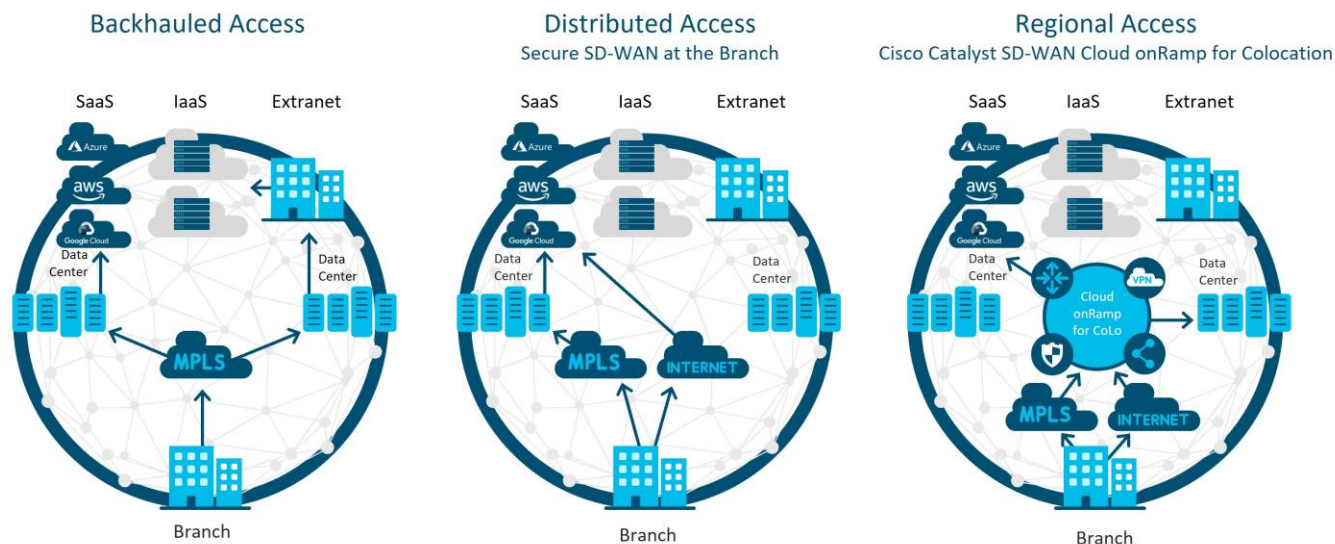 Backhauled Access
SaaS IaaS Extranet
Azure
aws
Google Cloud
Data
Center
Data
Center
MPLS
Branch
Distributed Access
Secure SD-WAN at the Branch
SaaS IaaS Extranet
Azure
aws
Google Cloud
Data
Center
Data
Center
MPLS
INTERNET
Branch
Regional Access
Cisco Catalyst SD-WAN Cloud onRamp for Colocation
SaaS IaaS Extranet
Azure
aws
Google Cloud
Data
Center
Data
Center
VPN
Cloud
onRamp
for CoLo
MPLS
INTERNET
Branch